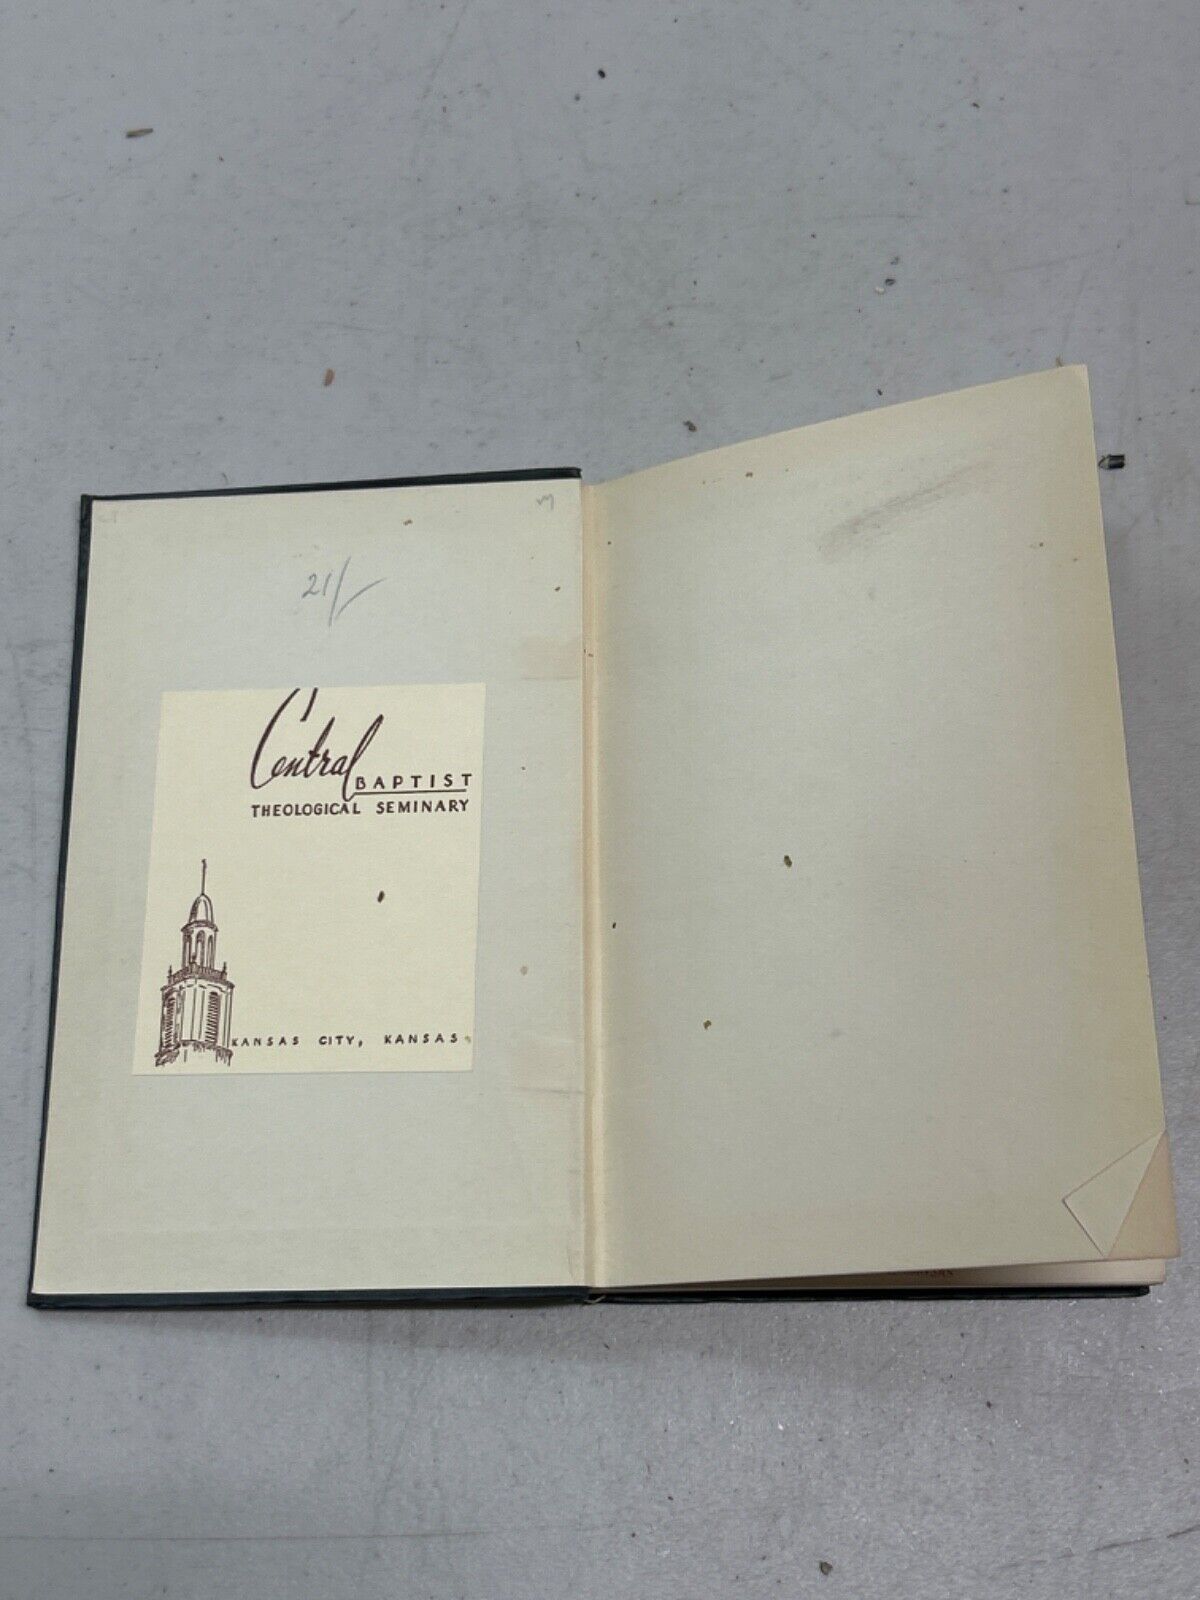 21/
Central
BAPTIST
THEOLOGICAL SEMINARY
KANSAS CITY, KANSAS